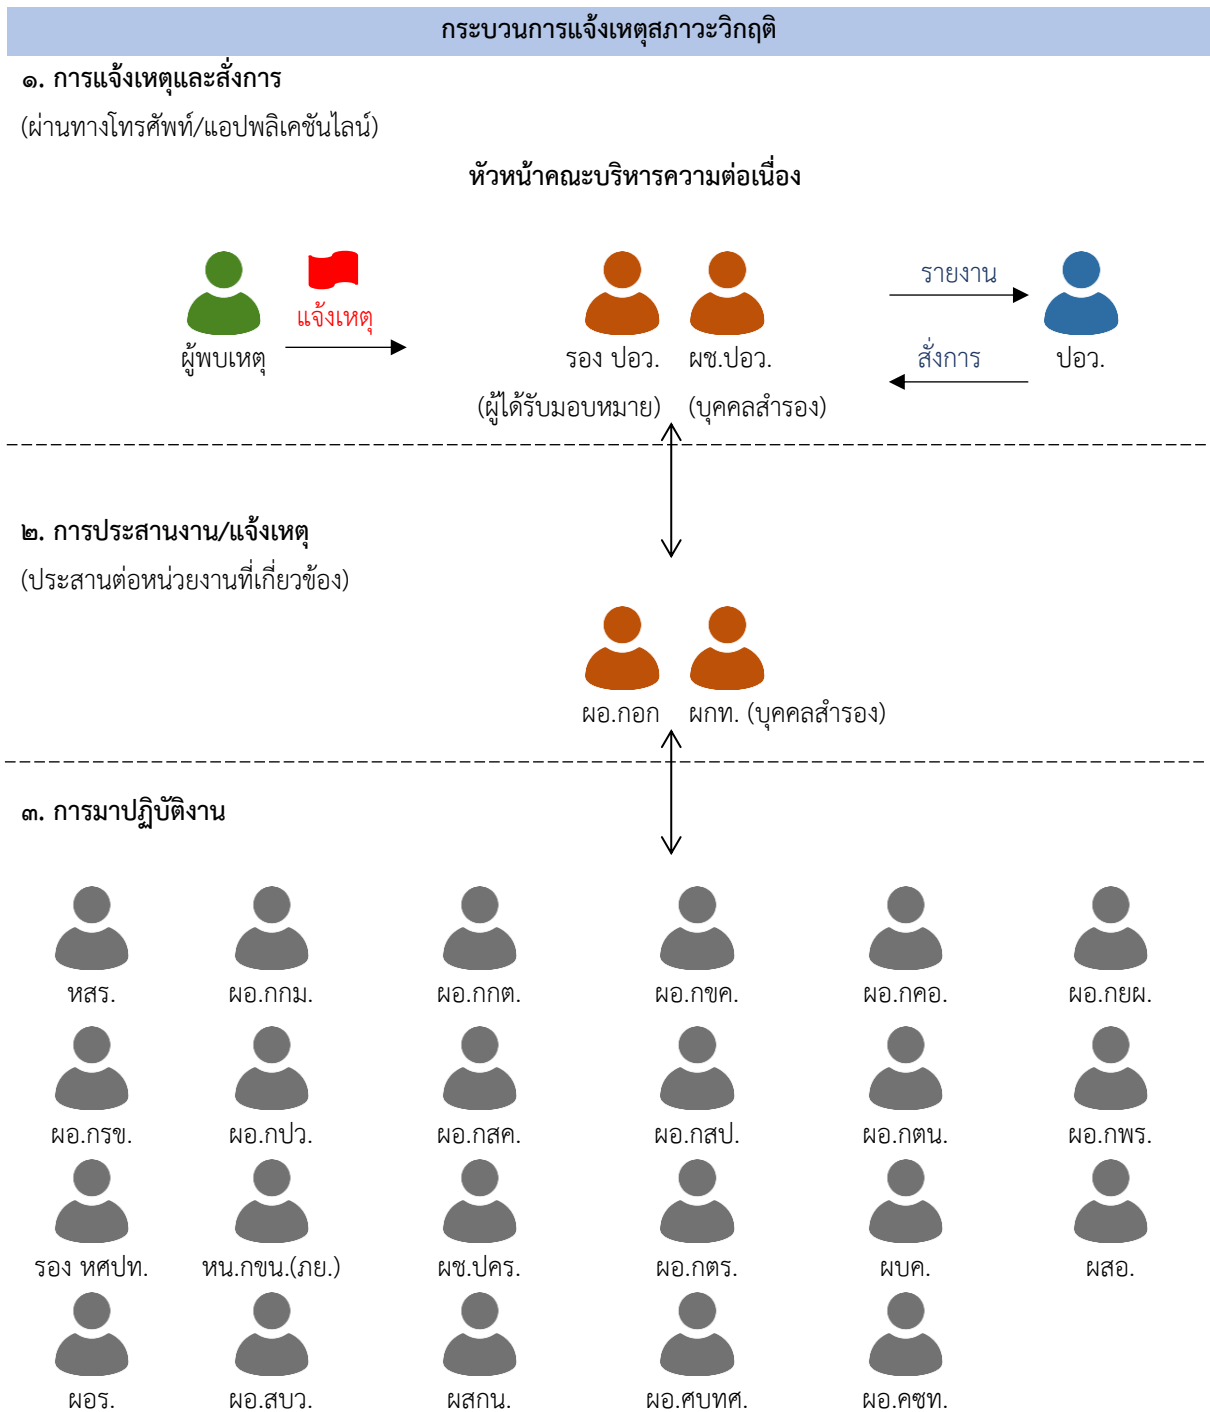 กระบวนการแจ้งเหตุสภาวะวิกฤติ
๑. การแจ้งเหตุและสั่งการ
(ผ่านทางโทรศัพท์/แอปพลิเคชันไลน์)
หัวหน้าคณะบริหารความต่อเนื่อง
แจ้งเหตุ
รายงาน
สั่งการ
ผู้พบเหตุ
รอง ปอว. ผช.ปอว. ปอว.
(ผู้ได้รับมอบหมาย) (บุคคลสำรอง)
๒. การประสานงาน/แจ้งเหตุ
(ประสานต่อหน่วยงานที่เกี่ยวข้อง)
ผอ.กอก ผกท. (บุคคลสำรอง)
๓. การมาปฏิบัติงาน
หสร. ผอ.กกม. ผอ.กกต. ผอ.กขค. ผอ.กคอ. ผอ.กยผ.
ผอ.กรข. ผอ.กปว. ผอ.กสค. ผอ.กสป. ผอ.กตน. ผอ.กพร.
รอง หศปท. หน.กขน.(ภย.) ผช.ปคร. ผอ.กตร. ผบค. ผสอ.
ผอร. ผอ.สบว. ผสกน. ผอ.ศบทศ. ผอ.คซท.